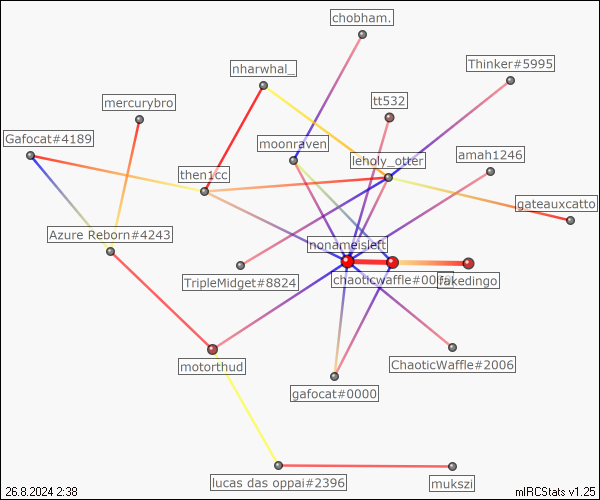 chobham.
nharwhal_
Thinker#5995
mercurybro
tt532
Gafocat#4189
moonraven
leholy_otter
amah1246
then1cc
gateauxcatto
Azure Reborn#4243
nonameisleft
TripleMidget#8824
chaoticwaffle#00
fakedingo
motorthud
ChaoticWaffle#2006
gafocat#0000
lucas das oppai#2396
mukszi
26.8.2024 2:38
mIRCStats v1.25